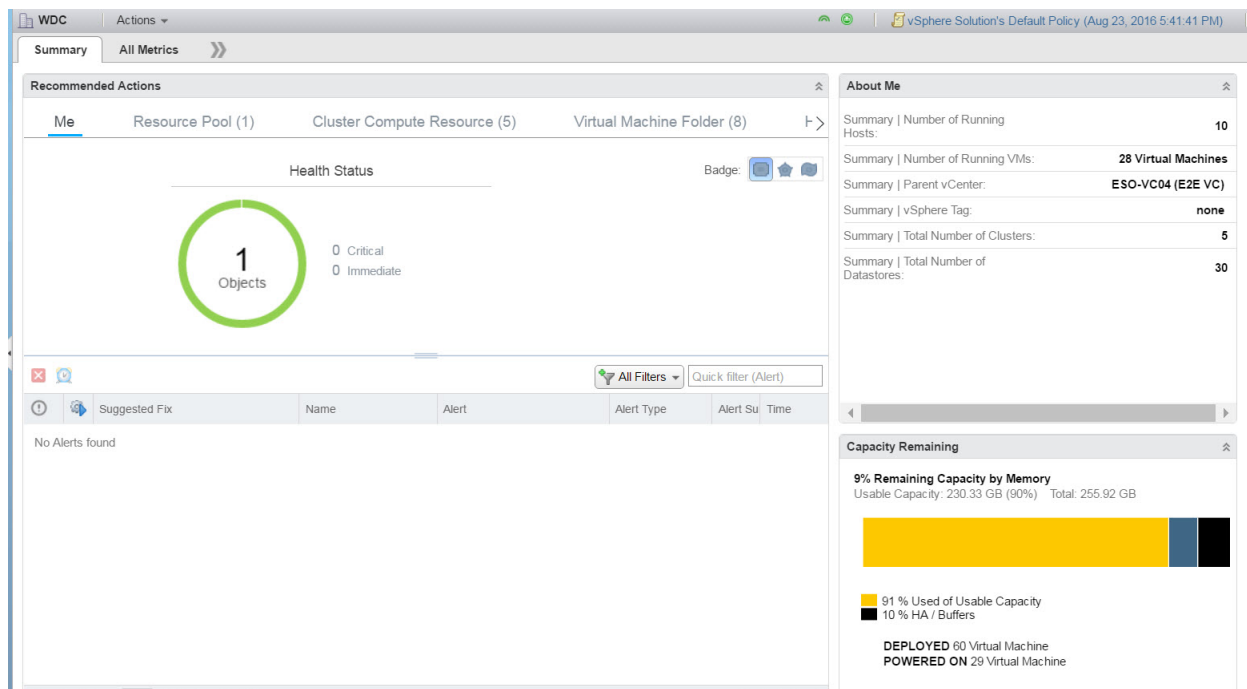 WDC Actions vSphere Solution's Default Policy (Aug 23, 2016 5:41:41 PM)
Summary All Metrics
Recommended Actions
Me Resource Pool (1) Cluster Compute Resource (5) Virtual Machine Folder (8)
Health Status
Badge:
1
Objects
0 Critical
0 Immediate
All Filters Quick filter (Alert)
Suggested Fix Name Alert Alert Type Alert Su Time
No Alerts found
About Me
Summary | Number of Running
Hosts: 10
Summary | Number of Running VMs: 28 Virtual Machines
Summary | Parent vCenter: ESO-VC04 (E2E VC)
Summary | vSphere Tag: none
Summary | Total Number of Clusters: 5
Summary | Total Number of
Datastores: 30
Capacity Remaining
9% Remaining Capacity by Memory
Usable Capacity: 230.33 GB (90%) Total: 255.92 GB
91 % Used of Usable Capacity
10 % HA / Buffers
DEPLOYED 60 Virtual Machine
POWERED ON 29 Virtual Machine